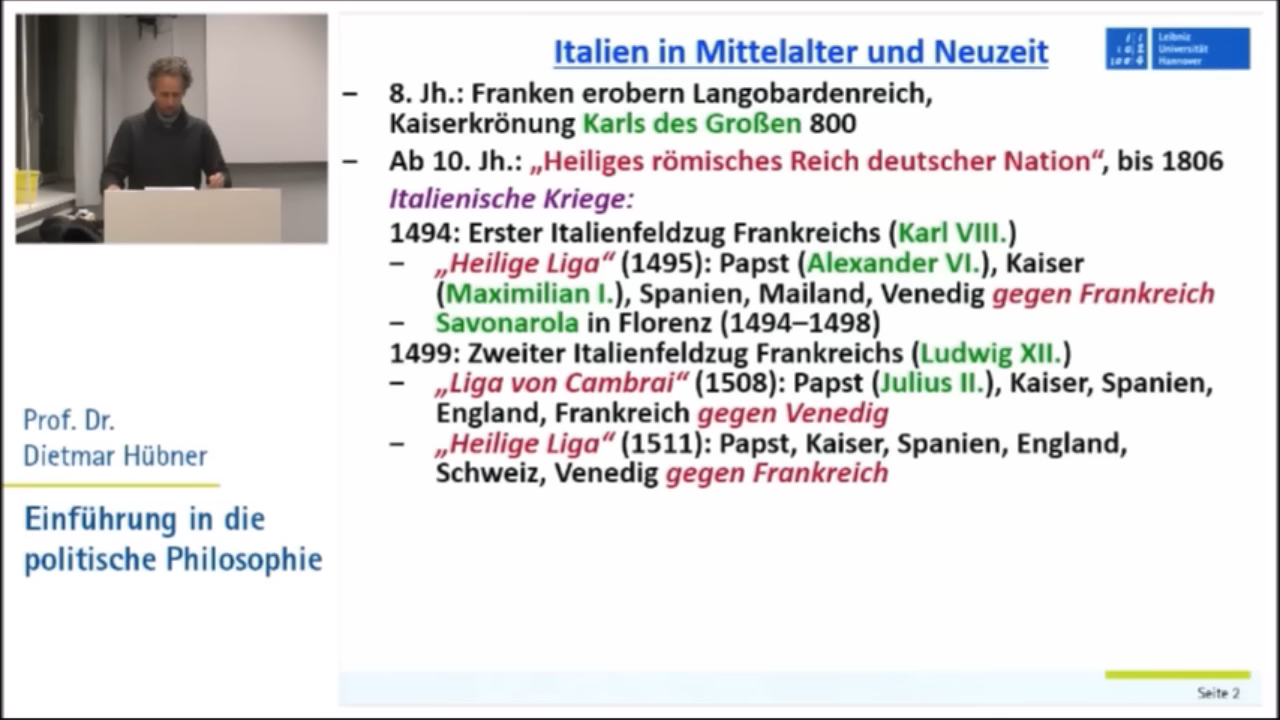 Italien in Mittelalter und Neuzeit
Leibniz
Universität
Hannover
– 8. Jh.: Franken erobern Langobardenreich,
Kaiserkrönung Karls des Großen 800
– Ab 10. Jh.: „Heiliges römisches Reich deutscher Nation“, bis 1806
Italienische Kriege:
1494: Erster Italienfeldzug Frankreichs (Karl VIII.)
– „Heilige Liga“ (1495): Papst (Alexander VI.), Kaiser
(Maximilian I.), Spanien, Mailand, Venedig gegen Frankreich
– Savonarola in Florenz (1494–1498)
1499: Zweiter Italienfeldzug Frankreichs (Ludwig XII.)
– „Liga von Cambrai“ (1508): Papst (Julius II.), Kaiser, Spanien,
England, Frankreich gegen Venedig
– „Heilige Liga“ (1511): Papst, Kaiser, Spanien, England,
Schweiz, Venedig gegen Frankreich
Prof. Dr.
Dietmar Hübner
Einführung in die
politische Philosophie
Seite 2